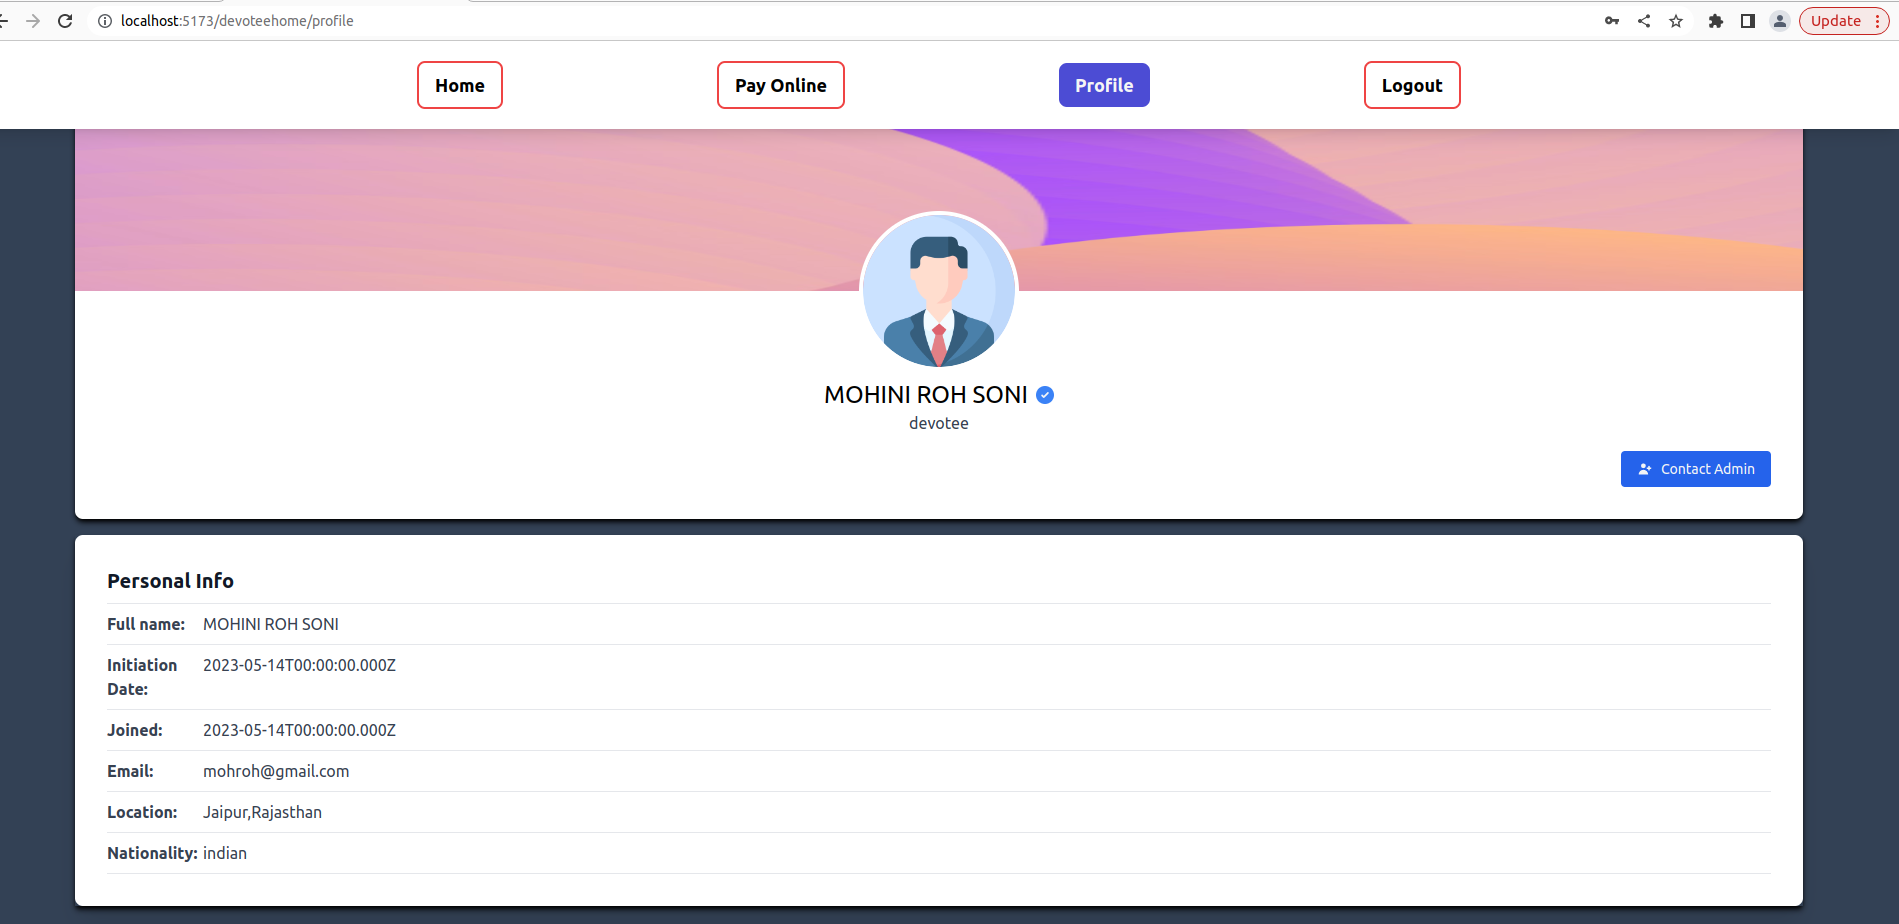 localhost:5173/devoteehome/profile
Update
Home
Pay Online
Profile
Logout
MOHINI ROH SONI
devotee
Contact Admin
Personal Info
Full name: MOHINI ROH SONI
Initiation Date: 2023-05-14T00:00:00.000Z
Joined: 2023-05-14T00:00:00.000Z
Email: mohroh@gmail.com
Location: Jaipur,Rajasthan
Nationality: indian